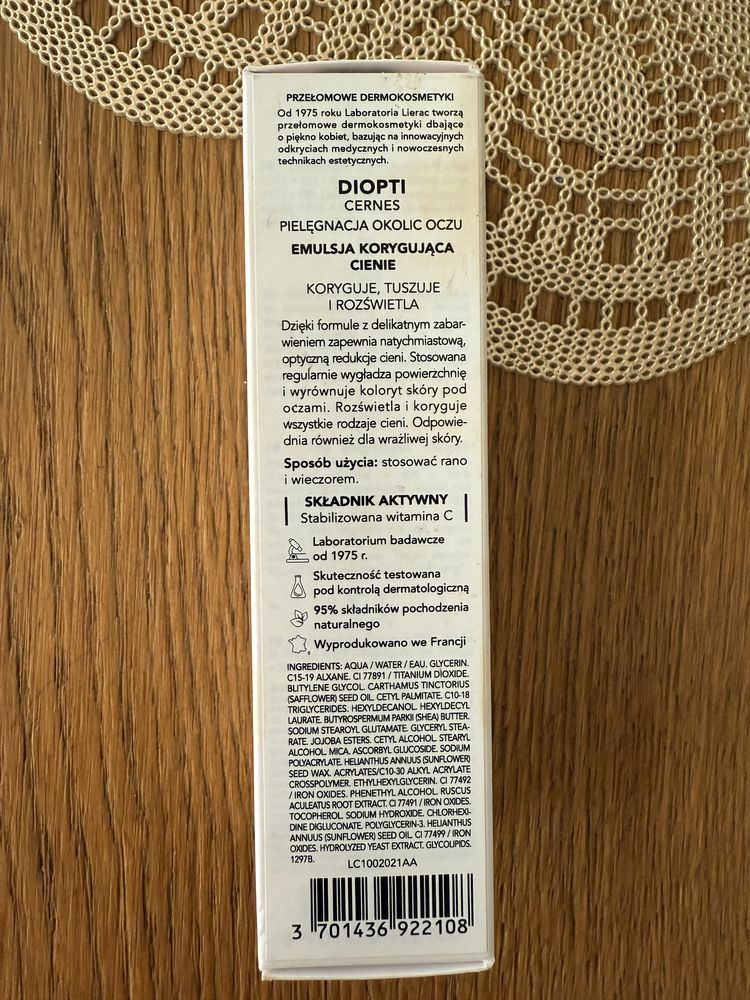 PRZEŁOMOWE DERMOKOSMETYKI
Od 1975 roku Laboratoria Lierac tworzą
przełomowe dermokosmetyki dbające
o piękno kobiet, bazując na innowacyjnych
odkryciach medycznych i nowoczesnych
technikach estetycznych.
DIOPTI
CERNES
PIELĘGNACJA OKOLIC OCZU
EMULSJA KORYGUJĄCA
CIENIE
KORYGUJE, TUSZUJE
I ROZŚWIETLA
Dzięki formule z delikatnym zabar-
wieniem zapewnia natychmiastową,
optyczną redukcje cieni. Stosowana
regularnie wygładza powierzchnię
i wyrównuje koloryt skóry pod
oczami. Rozświetla i koryguje
wszystkie rodzaje cieni. Odpowie-
dnia również dla wrażliwej skóry.
Sposób użycia: stosować rano
i wieczorem.
SKŁADNIK AKTYWNY
Stabilizowana witamina C
Laboratorium badawcze
od 1975 r.
Skuteczność testowana
pod kontrolą dermatologiczną
95% składników pochodzenia
naturalnego
Wyprodukowano we Francji
INGREDIENTS: AQUA / WATER / EAU. GLYCERIN.
C15-19 ALXANE. CI 77891 / TITANIUM DIOXIDE.
BLITYLENE GLYCOL. CARTHAMUS TINCTORIUS
(SAFFLOWER) SEED OIL. CETYL PALMITATE. C10-18
TRIGLYCERIDES. HEXYLDECANOL. HEXYLDECYL
LAURATE. BUTYROSPERMUM PARKII (SHEA) BUTTER.
SODIUM STEAROYL GLUTAMATE. GLYCERYL STEA-
RATE. JOJOBA ESTERS. CETYL ALCOHOL. STEARYL
ALCOHOL. MICA. ASCORBYL GLUCOSIDE. SODIUM
POLYACRYLATE. HELIANTHUS ANNUUS (SUNFLOWER)
SEED WAX. ACRYLATES/C10-30 ALKYL ACRYLATE
CROSSPOLYMER. ETHYLHEXYLGLYCERIN. CI 77492
/ IRON OXIDES. PHENETHYL ALCOHOL. RUSCUS
ACULEATUS ROOT EXTRACT. CI 77491 / IRON OXIDES.
TOCOPHEROL. SODIUM HYDROXIDE. CHLORHEXI-
DINE DIGLUCONATE. POLYGLYCERIN-3. HELIANTHUS
ANNUUS (SUNFLOWER) SEED OIL. CI 77499 / IRON
OXIDES. HYDROLYZED YEAST EXTRACT. GLYCOLIPIDS.
1297B.
LC1002021AA
3 701436 922108